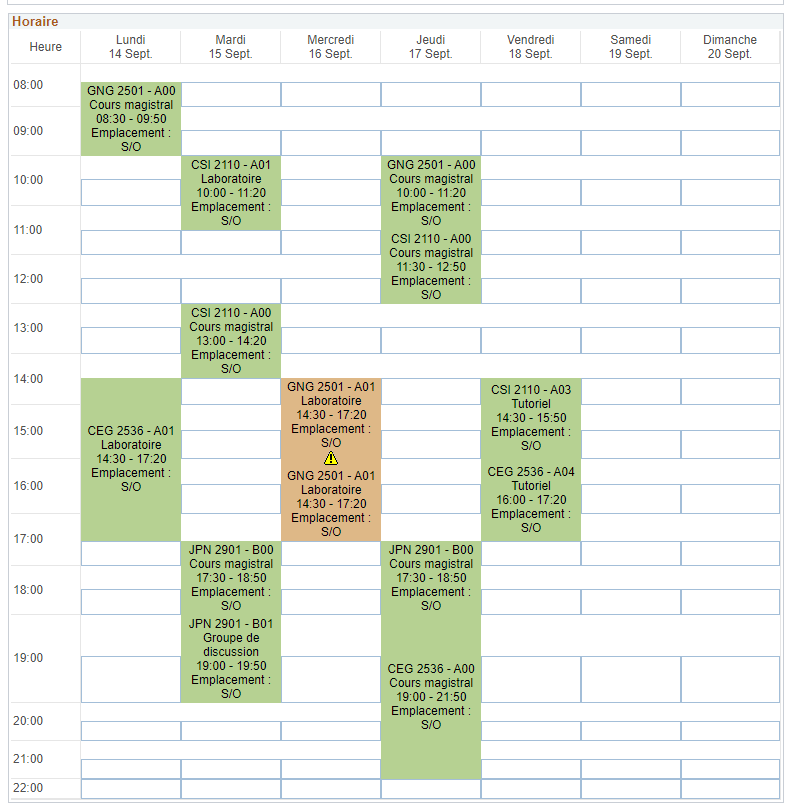 Horaire
Heure
Lundi
14 Sept.
Mardi
15 Sept.
Mercredi
16 Sept.
Jeudi
17 Sept.
Vendredi
18 Sept.
Samedi
19 Sept.
Dimanche
20 Sept.
08:00
GNG 2501 - A00
Cours magistral
08:30 - 09:50
Emplacement :
S/O
09:00
CSI 2110 - A01
Laboratoire
10:00 - 11:20
Emplacement :
S/O
GNG 2501 - A00
Cours magistral
10:00 - 11:20
Emplacement :
S/O
10:00
11:00
CSI 2110 - A00
Cours magistral
11:30 - 12:50
Emplacement :
S/O
12:00
CSI 2110 - A00
Cours magistral
13:00 - 14:20
Emplacement :
S/O
13:00
14:00
CEG 2536 - A01
Laboratoire
14:30 - 17:20
Emplacement :
S/O
GNG 2501 - A01
Laboratoire
14:30 - 17:20
Emplacement :
S/O
GNG 2501 - A01
Laboratoire
14:30 - 17:20
Emplacement :
S/O
CSI 2110 - A03
Tutoriel
14:30 - 15:50
Emplacement :
S/O
15:00
CEG 2536 - A04
Tutoriel
16:00 - 17:20
Emplacement :
S/O
16:00
17:00
JPN 2901 - B00
Cours magistral
17:30 - 18:50
Emplacement :
S/O
JPN 2901 - B00
Cours magistral
17:30 - 18:50
Emplacement :
S/O
18:00
JPN 2901 - B01
Groupe de
discussion
19:00 - 19:50
Emplacement :
S/O
CEG 2536 - A00
Cours magistral
19:00 - 21:50
Emplacement :
S/O
19:00
20:00
21:00
22:00